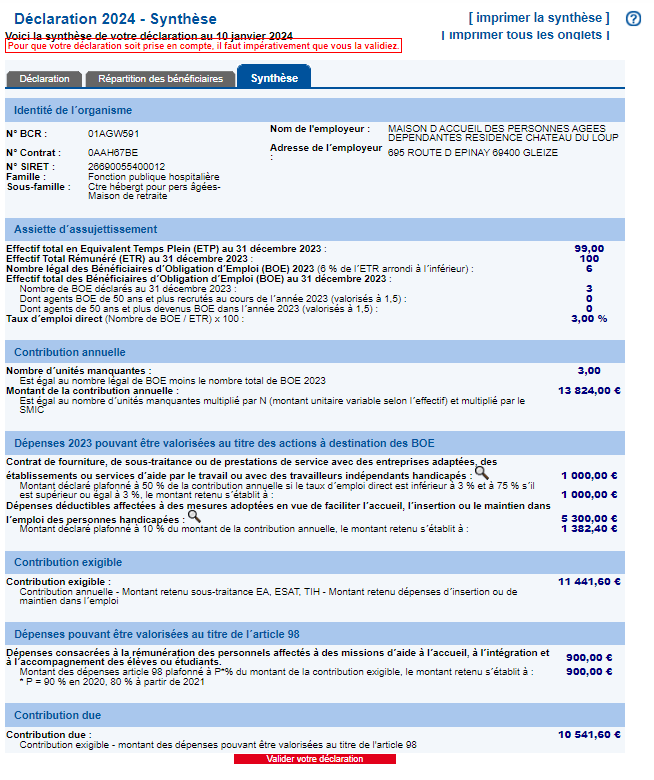 Déclaration 2024 - Synthèse
[ imprimer la synthèse ]
?
Voici la synthèse de votre déclaration au 10 janvier 2024
[ imprimer tous les onglets ]
Pour que votre déclaration soit prise en compte, il faut impérativement que vous la validiez.
Déclaration
Répartition des bénéficiaires
Synthèse
Identité de l´organisme
N° BCR : 01AGW591
Nom de l'employeur : MAISON D ACCUEIL DES PERSONNES AGEES
DEPENDANTES RESIDENCE CHATEAU DU LOUP
N° Contrat : 0AAH67BE
Adresse de l´employeur
: 695 ROUTE D EPINAY 69400 GLEIZE
N° SIRET : 26690055400012
Famille : Fonction publique hospitalière
Sous-famille : Ctre hébergt pour pers âgées-
Maison de retraite
Assiette d´assujettissement
Effectif total en Equivalent Temps Plein (ETP) au 31 décembre 2023 : 99,00
Effectif Total Rémunéré (ETR) au 31 décembre 2023 : 100
Nombre légal des Bénéficiaires d´Obligation d´Emploi (BOE) 2023 (6 % de l'ETR arrondi à l'inférieur) : 6
Effectif total des Bénéficiaires d´Obligation d´Emploi (BOE) au 31 décembre 2023 :
Nombre de BOE déclarés au 31 décembre 2023 : 3
Dont agents BOE de 50 ans et plus recrutés au cours de l'année 2023 (valorisés à 1,5) : 0
Dont agents de 50 ans et plus devenus BOE dans l´année 2023 (valorisés à 1,5) : 0
Taux d´emploi direct (Nombre de BOE / ETR) x 100 : 3,00 %
Contribution annuelle
Nombre d´unités manquantes : 3,00
Est égal au nombre légal de BOE moins le nombre total de BOE 2023
Montant de la contribution annuelle : 13 824,00 €
Est égal au nombre d´unités manquantes multiplié par N (montant unitaire variable selon l´effectif) et multiplié par le
SMIC
Dépenses 2023 pouvant être valorisées au titre des actions à destination des BOE
Contrat de fourniture, de sous-traitance ou de prestations de service avec des entreprises adaptées, des
établissements ou services d´aide par le travail ou avec des travailleurs indépendants handicapés : 1 000,00 €
Montant déclaré plafonné à 50 % de la contribution annuelle si le taux d´emploi direct est inférieur à 3 % et à 75 % s´il
est supérieur ou égal à 3 %, le montant retenu s´établit à : 1 000,00 €
Dépenses déductibles affectées à des mesures adoptées en vue de faciliter l´accueil, l´insertion ou le maintien dans
l´emploi des personnes handicapées : 5 300,00 €
Montant déclaré plafonné à 10 % du montant de la contribution annuelle, le montant retenu s´établit à : 1 382,40 €
Contribution exigible
Contribution exigible : 11 441,60 €
Contribution annuelle - Montant retenu sous-traitance EA, ESAT, TIH - Montant retenu dépenses d´insertion ou de
maintien dans l´emploi
Dépenses pouvant être valorisées au titre de l´article 98
Dépenses consacrées à la rémunération des personnels affectés à des missions d´aide à l´accueil, à l´intégration et
à l´accompagnement des élèves ou étudiants. 900,00 €
Montant des dépenses article 98 plafonné à P*% du montant de la contribution exigible, le montant retenu s´établit à : 900,00 €
* P = 90 % en 2020, 80 % à partir de 2021
Contribution due
Contribution due : 10 541,60 €
Contribution exigible - montant des dépenses pouvant être valorisées au titre de l'article 98
Valider votre déclaration